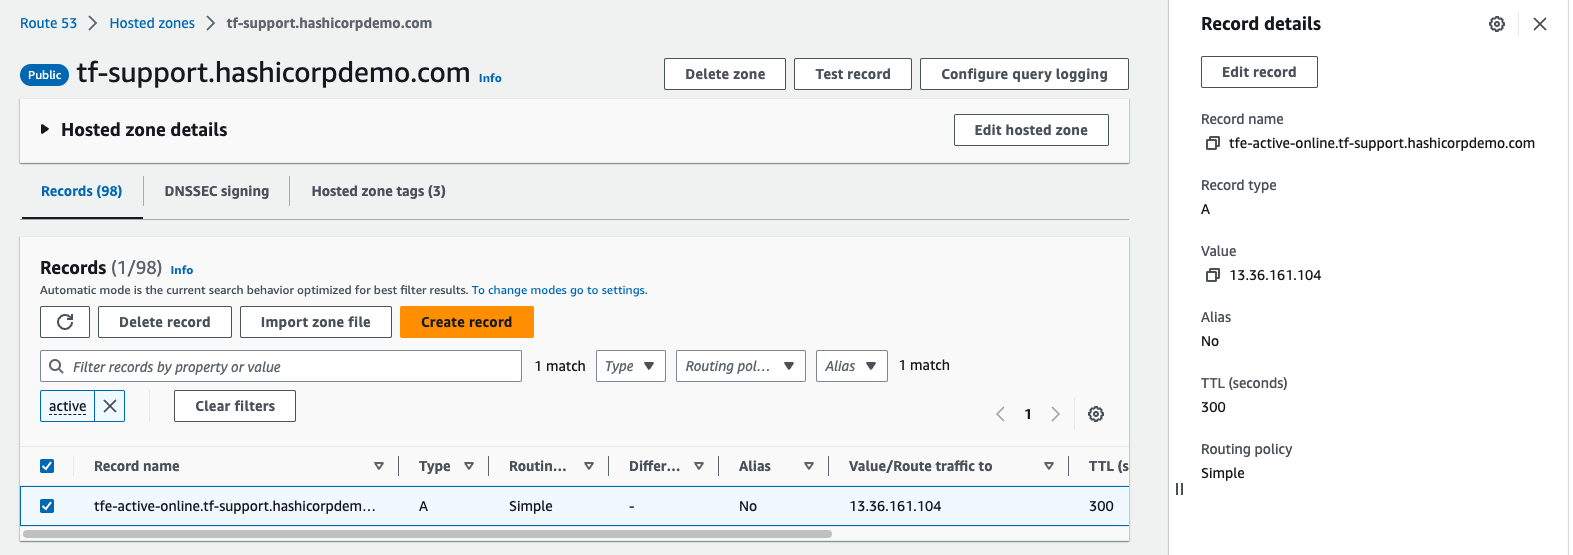 Route 53 > Hosted zones > tf-support.hashicorpdemo.com
Public tf-support.hashicorpdemo.com Info
Delete zone Test record Configure query logging
Hosted zone details
Edit hosted zone
Records (98) DNSSEC signing Hosted zone tags (3)
Records (1/98) Info
Automatic mode is the current search behavior optimized for best filter results. To change modes go to settings.
Delete record Import zone file Create record
Filter records by property or value 1 match Type Routing pol... Alias 1 match
active Clear filters
1
Record name Type Routin... Differ... Alias Value/Route traffic to TTL (s
tfe-active-online.tf-support.hashicorpdem... A Simple - No 13.36.161.104 300
Record details
Edit record
Record name
tfe-active-online.tf-support.hashicorpdemo.com
Record type
A
Value
13.36.161.104
Alias
No
TTL (seconds)
300
Routing policy
Simple